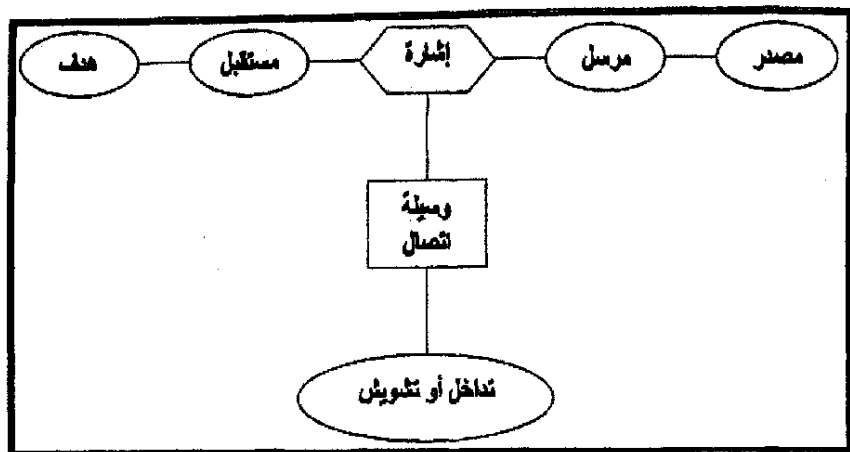 مصدر
مرسل
إشارة
مستقبل
هدف
وسيلة
اتصال
تداخل أو تشويش